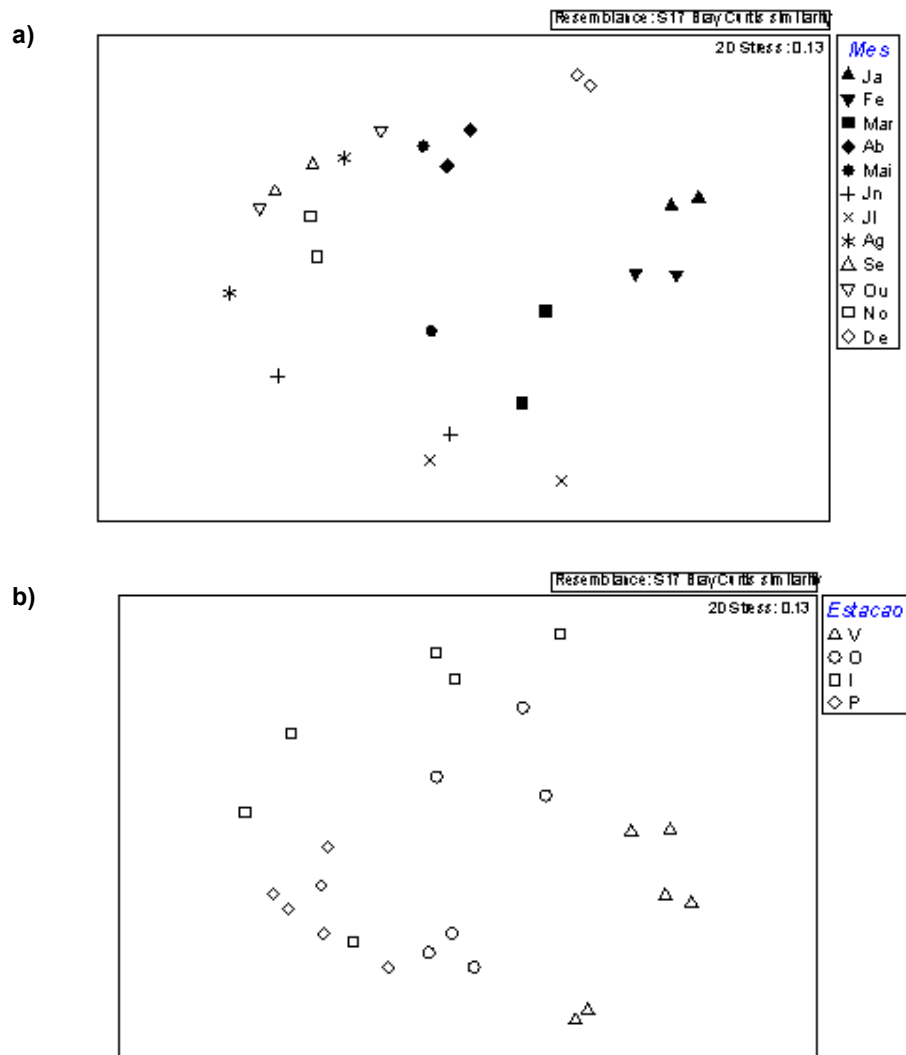 a)
Resemblance: S17 Bray Curtis similarity
2D Stress: 0.13
Mes
Ja
Fe
Mar
Ab
Mai
Jn
Jl
Ag
Se
Ou
No
De
b)
Resemblance: S17 Bray Curtis similarity
2D Stress: 0.13
Estacao
V
O
I
P